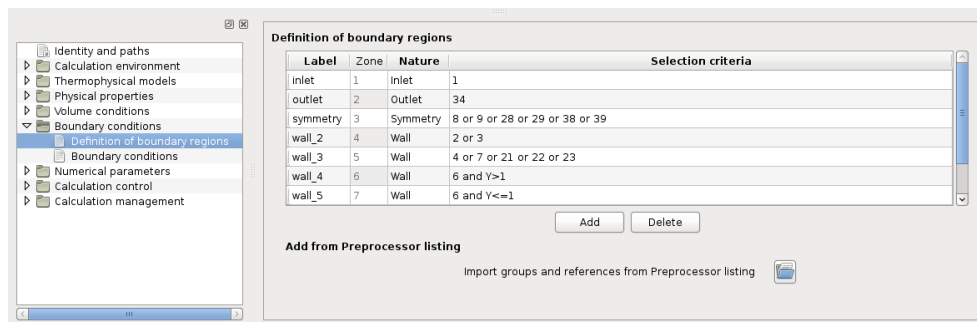 Identity and paths
Calculation environment
Thermophysical models
Physical properties
Volume conditions
Boundary conditions
Definition of boundary regions
Boundary conditions
Numerical parameters
Calculation control
Calculation management
Definition of boundary regions
Label Zone Nature Selection criteria
inlet 1 Inlet 1
outlet 2 Outlet 34
symmetry 3 Symmetry 8 or 9 or 28 or 29 or 38 or 39
wall_2 4 Wall 2 or 3
wall_3 5 Wall 4 or 7 or 21 or 22 or 23
wall_4 6 Wall 6 and Y>1
wall_5 7 Wall 6 and Y<=1
Add Delete
Add from Preprocessor listing
Import groups and references from Preprocessor listing